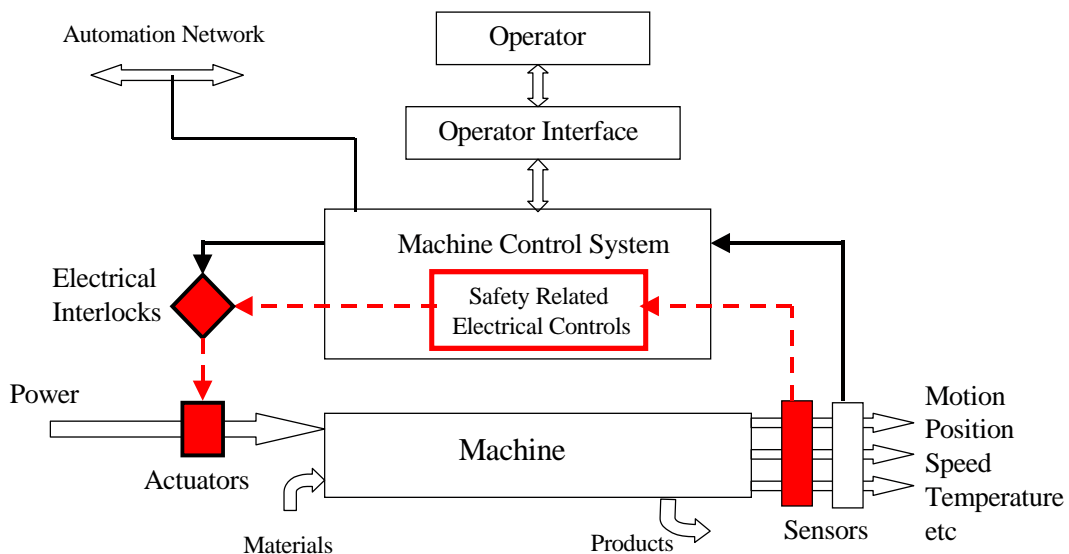 Automation Network
Operator
Operator Interface
Machine Control System
Electrical
Interlocks
Safety Related
Electrical Controls
Power
Actuators
Machine
Motion
Position
Speed
Temperature
etc
Sensors
Materials
Products